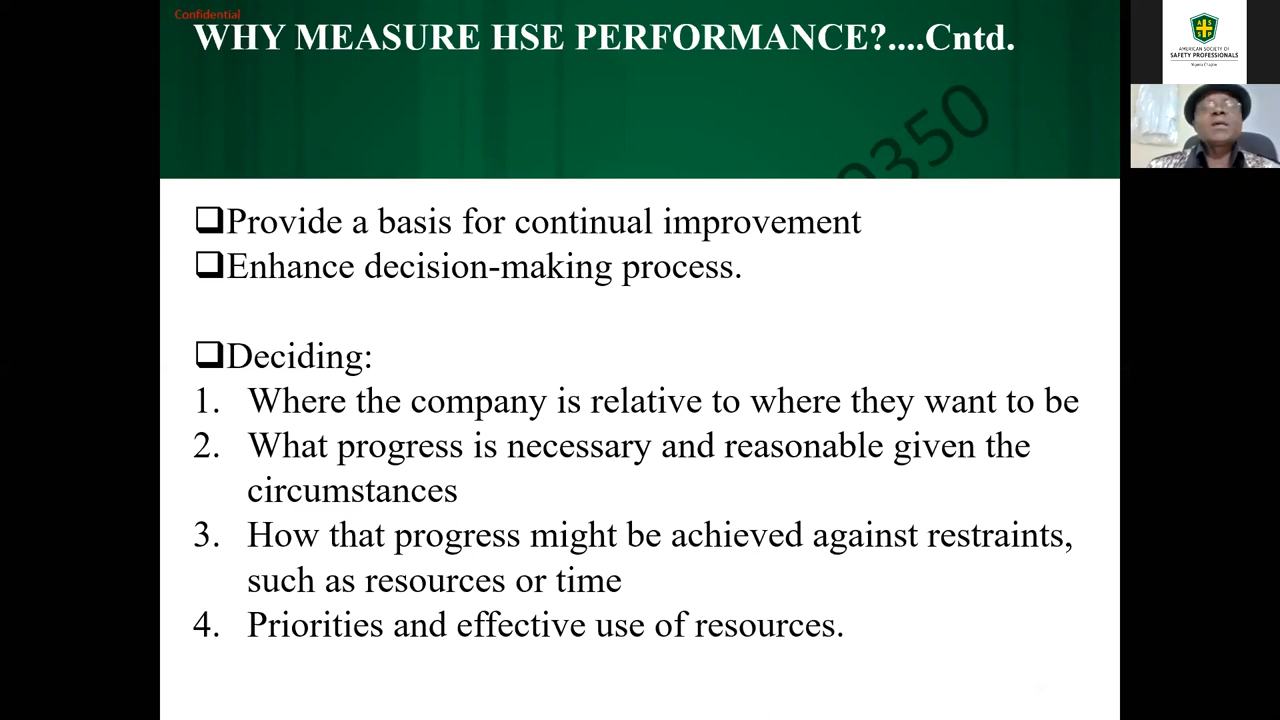 Confidential
WHY MEASURE HSE PERFORMANCE?....Cntd.
AMERICAN SOCIETY OF
SAFETY PROFESSIONALS
Nigeria Chapter
350
Provide a basis for continual improvement
Enhance decision-making process.
Deciding:
1. Where the company is relative to where they want to be
2. What progress is necessary and reasonable given the
circumstances
3. How that progress might be achieved against restraints,
such as resources or time
4. Priorities and effective use of resources.